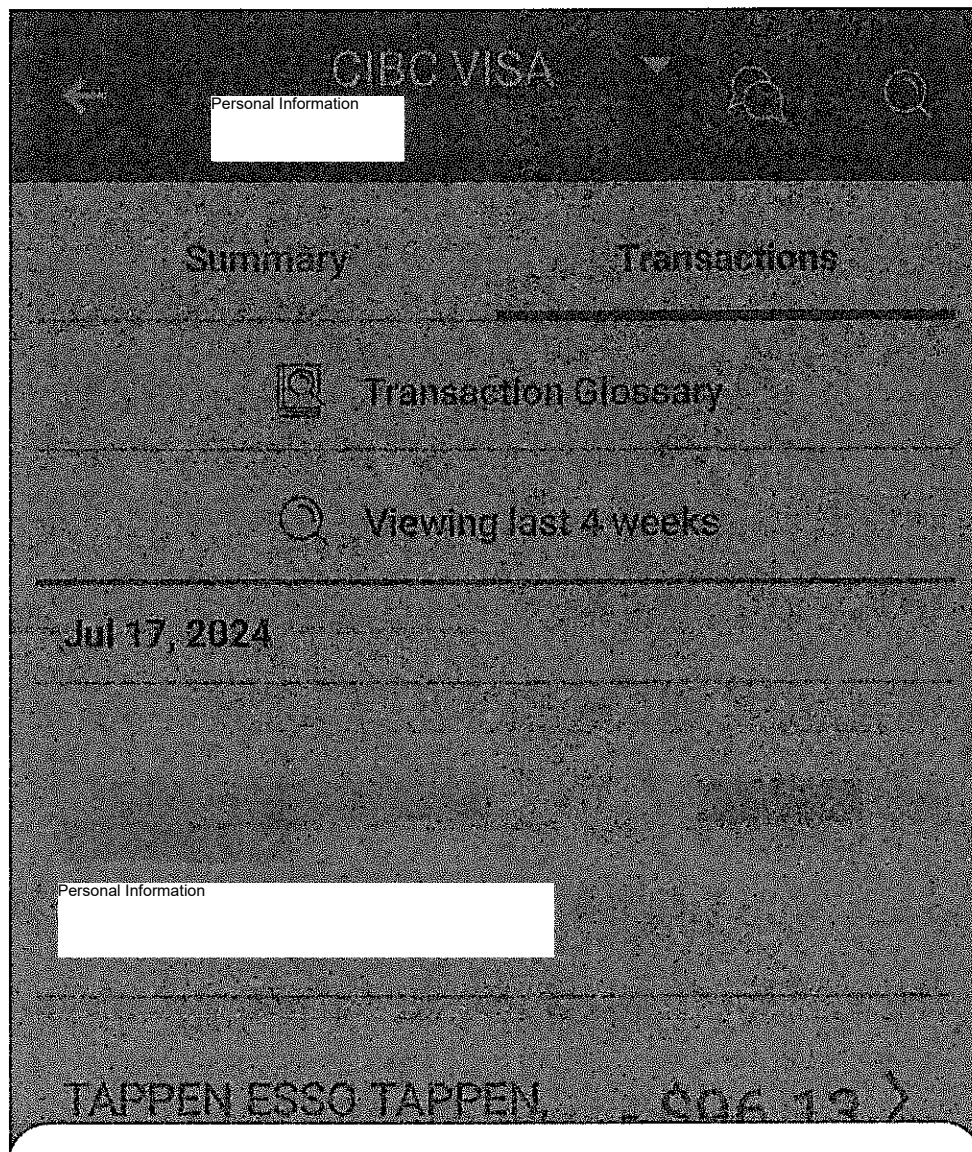 CIBC VISA
Personal Information
Summary
Transactions
Transaction Glossary
Viewing last 4 weeks
Jul 17, 2024
Personal Information
TAPPEN ESSO TAPPEN,